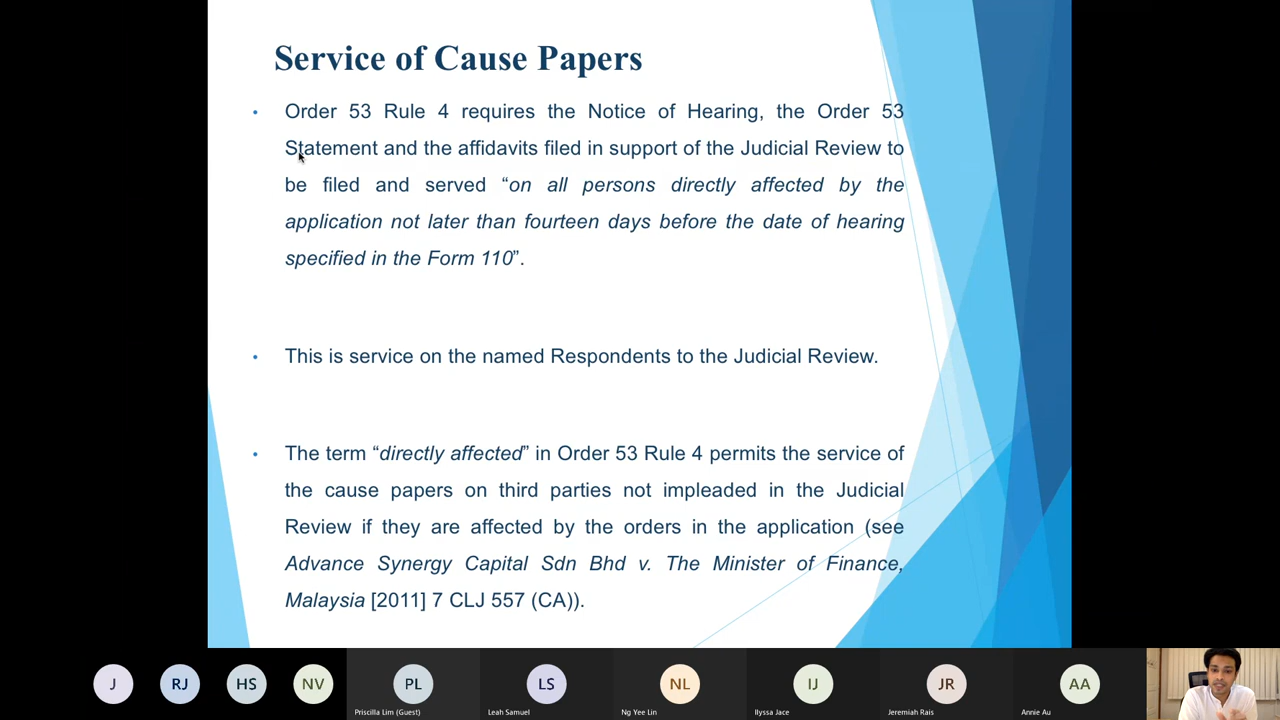 Service of Cause Papers
• Order 53 Rule 4 requires the Notice of Hearing, the Order 53
Statement and the affidavits filed in support of the Judicial Review to
be filed and served “on all persons directly affected by the
application not later than fourteen days before the date of hearing
specified in the Form 110”.
• This is service on the named Respondents to the Judicial Review.
• The term “directly affected” in Order 53 Rule 4 permits the service of
the cause papers on third parties not impleaded in the Judicial
Review if they are affected by the orders in the application (see
Advance Synergy Capital Sdn Bhd v. The Minister of Finance,
Malaysia [2011] 7 CLJ 557 (CA)).
J RJ HS NV PL LS NL IJ JR AA
Priscilla Lim (Guest) Leah Samuel Ng Yee Lin Ilyssa Jace Jeremiah Rais Annie Au